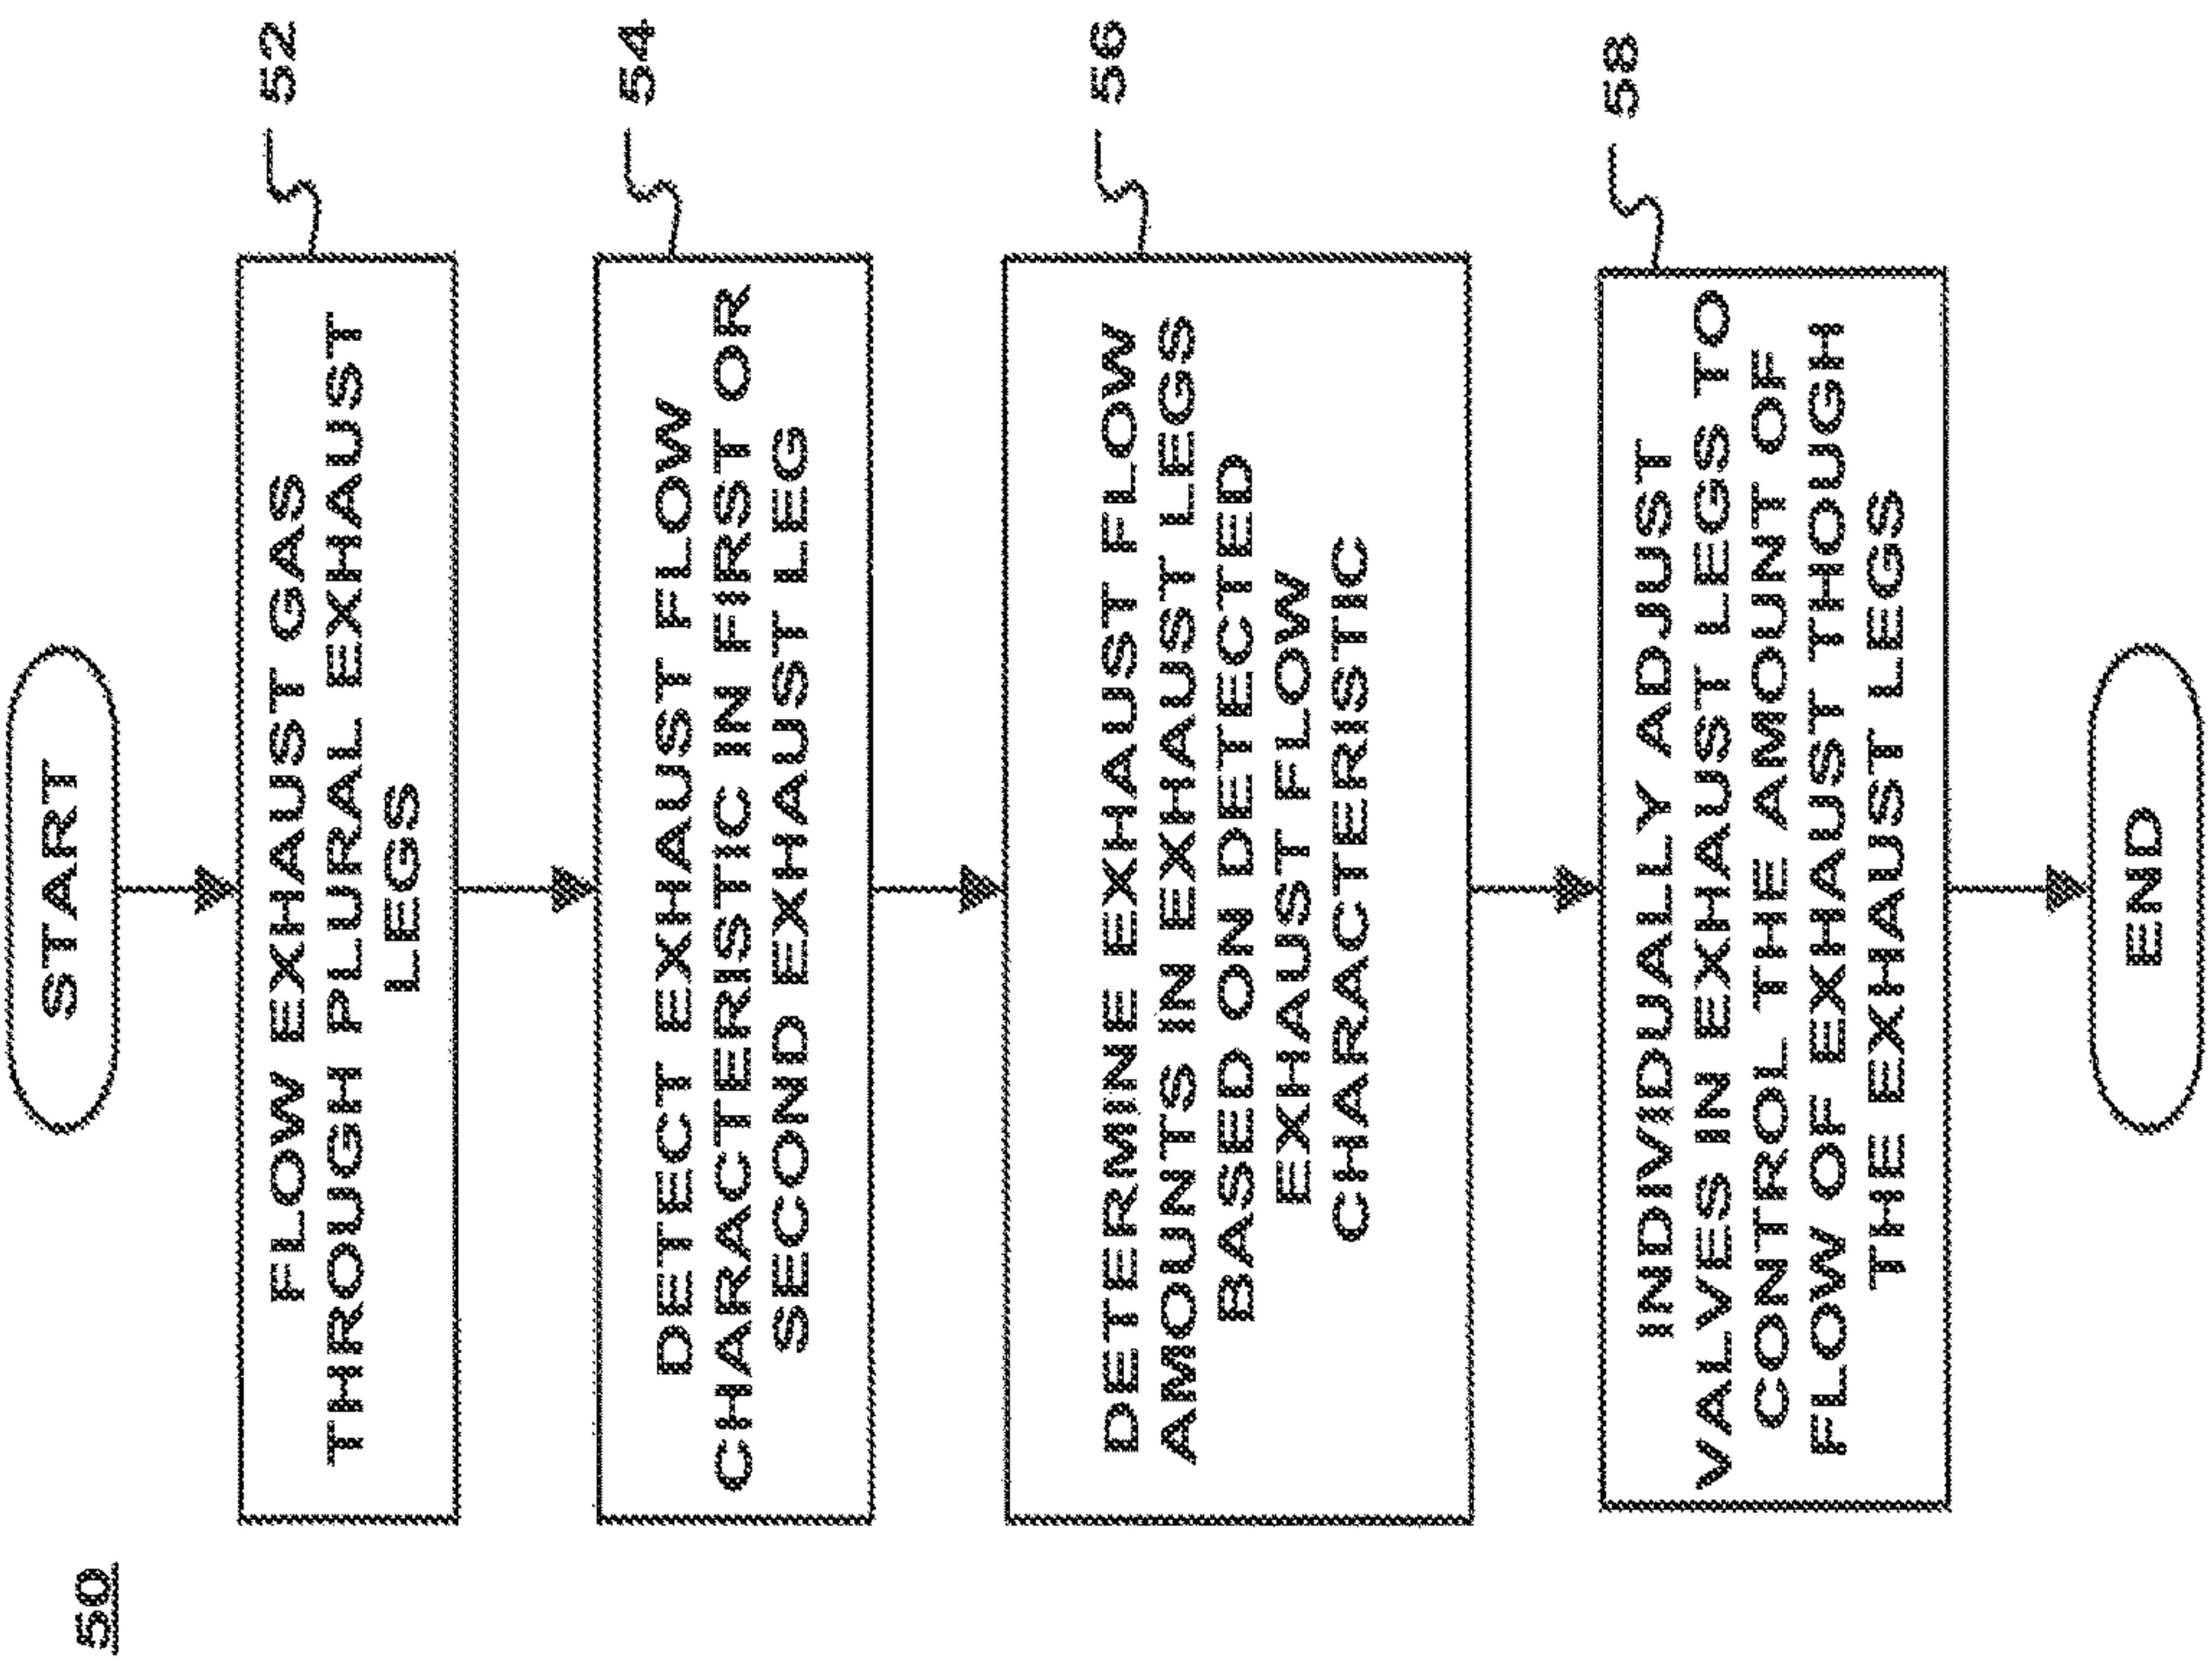 50
START
FLOW EXHAUST GAS
THROUGH PLURAL EXHAUST
LEGS
52
DETECT EXHAUST FLOW
CHARACTERISTIC IN FIRST OR
SECOND EXHAUST LEG
54
DETERMINE EXHAUST FLOW
AMOUNTS IN EXHAUST LEGS
BASED ON DETECTED
EXHAUST FLOW
CHARACTERISTIC
56
INDIVIDUALLY ADJUST
VALVES IN EXHAUST LEGS TO
CONTROL THE AMOUNT OF
FLOW OF EXHAUST THOUGH
THE EXHAUST LEGS
58
END